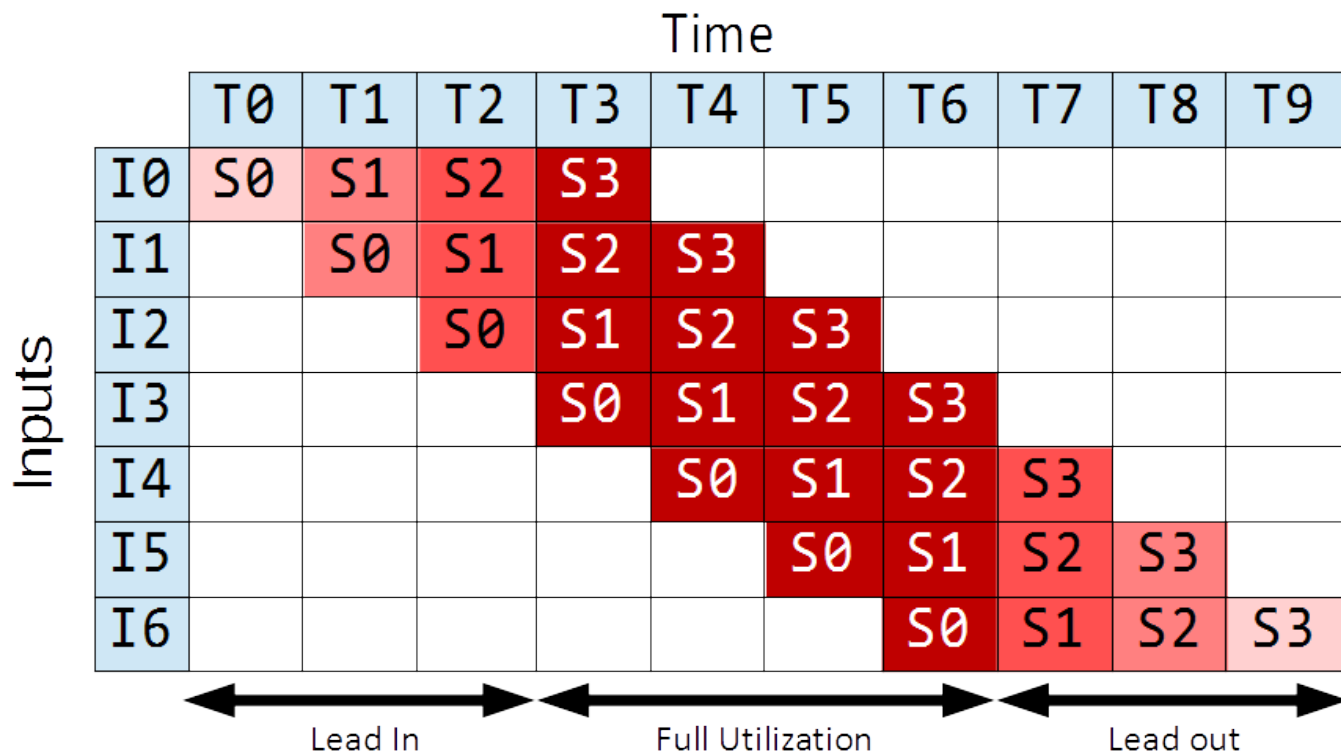 Time
T0 T1 T2 T3 T4 T5 T6 T7 T8 T9
Inputs
I0 S0 S1 S2 S3
I1 S0 S1 S2 S3
I2 S0 S1 S2 S3
I3 S0 S1 S2 S3
I4 S0 S1 S2 S3
I5 S0 S1 S2 S3
I6 S0 S1 S2 S3
Lead In Full Utilization Lead out